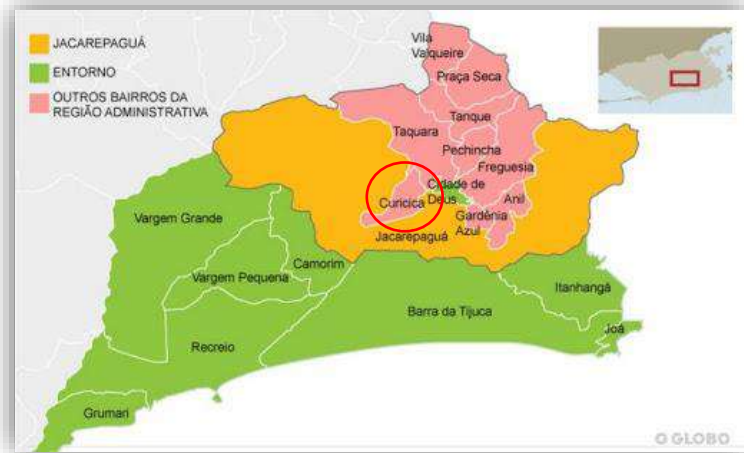 JACAREPAGUÁ
ENTORNO
OUTROS BAIRROS DA
REGIÃO ADMINISTRATIVA
Vila
Valqueire
Praça Seca
Tanque
Taquara
Pechincha
Freguesia
Cidade de
Deus
Curicica
Anil
Gardênia
Azul
Jacarepaguá
Vargem Grande
Camorim
Vargem Pequena
Itanhangá
Barra da Tijuca
Joá
Recreio
Grumari
O GLOBO